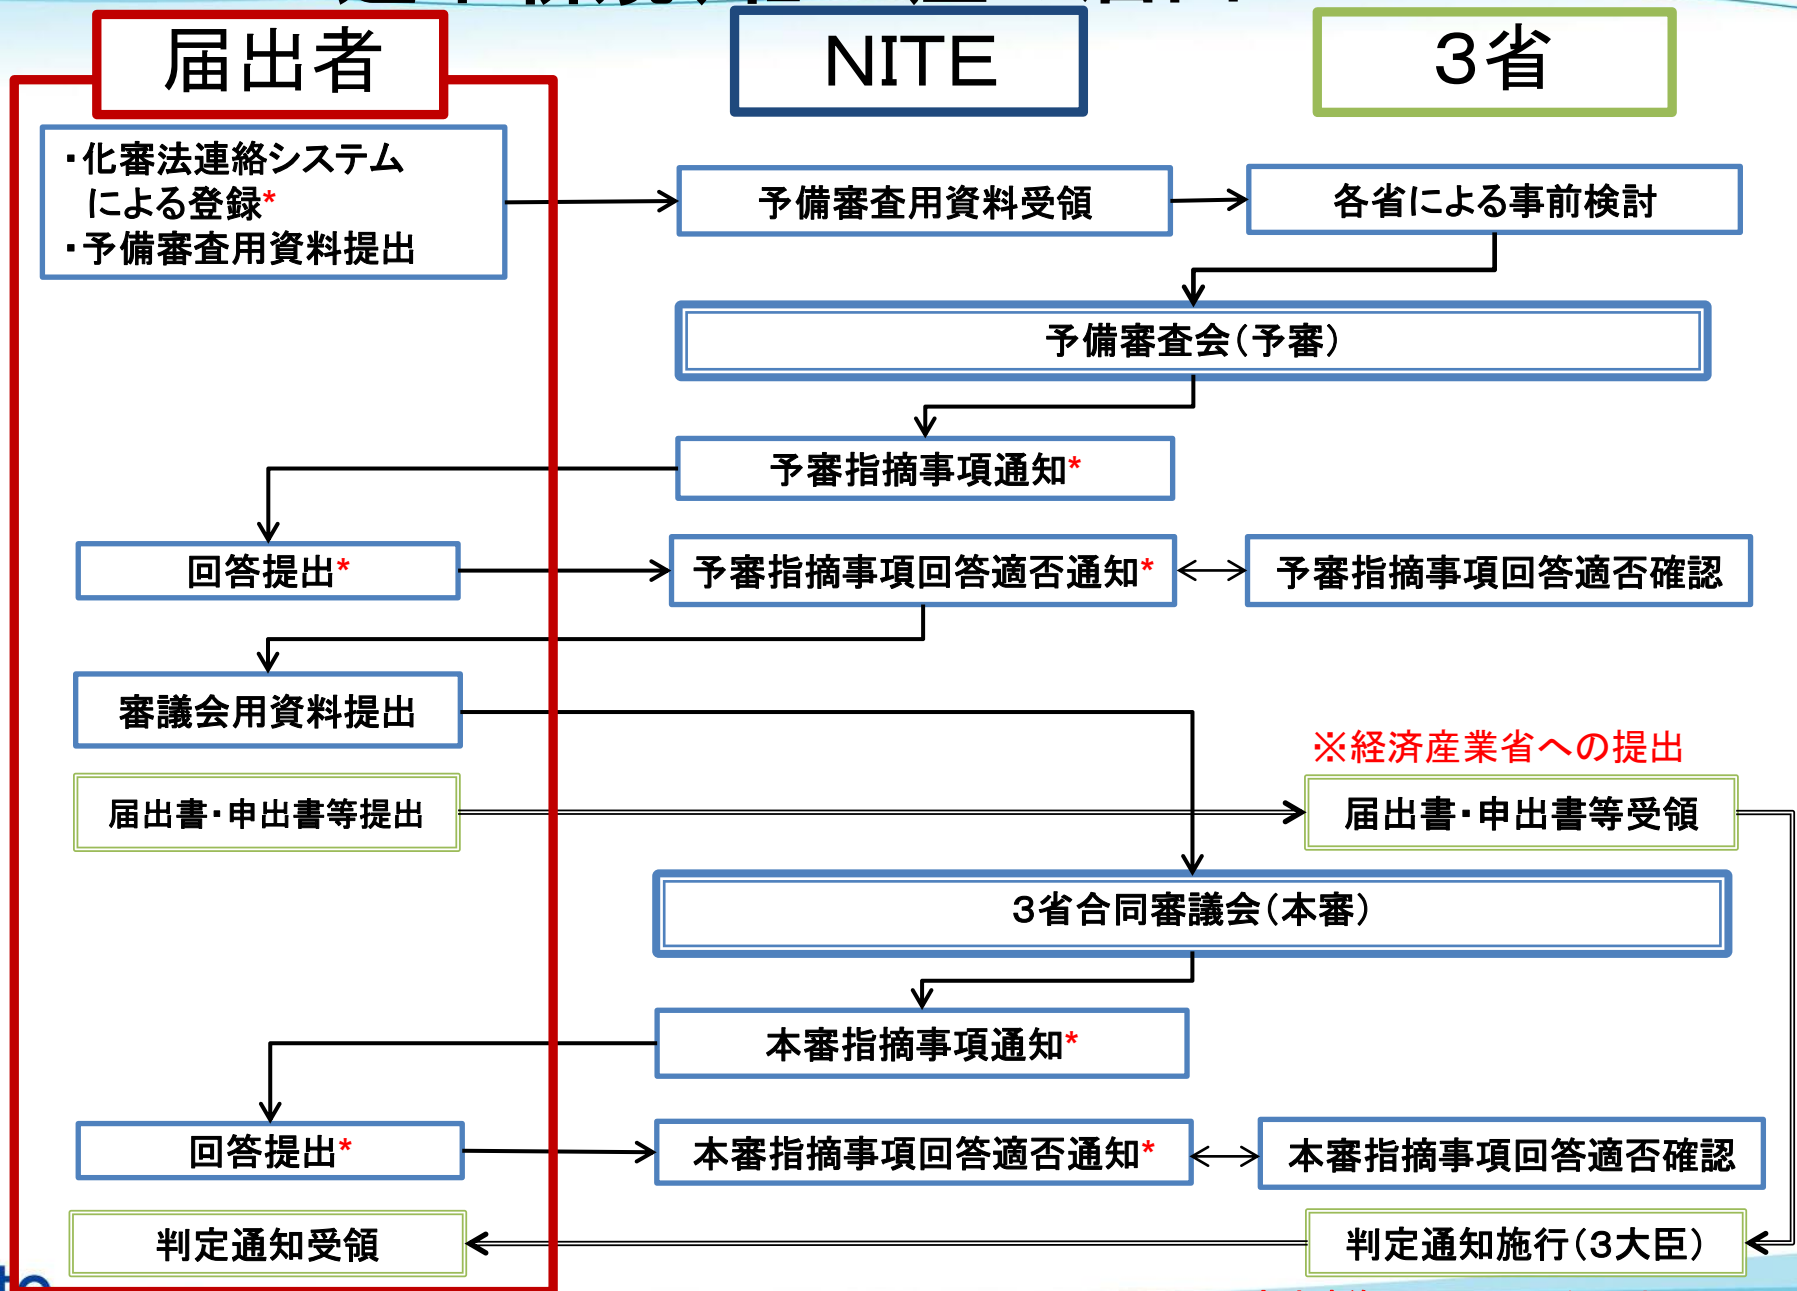 届出者
NITE
3省
・化審法連絡システム
による登録*
・予備審査用資料提出
予備審査用資料受領
各省による事前検討
予備審査会(予審)
予審指摘事項通知*
回答提出*
予審指摘事項回答適否通知*
予審指摘事項回答適否確認
審議会用資料提出
※経済産業省への提出
届出書・申出書等提出
届出書・申出書等受領
3省合同審議会(本審)
本審指摘事項通知*
回答提出*
本審指摘事項回答適否通知*
本審指摘事項回答適否確認
判定通知受領
判定通知施行(3大臣)